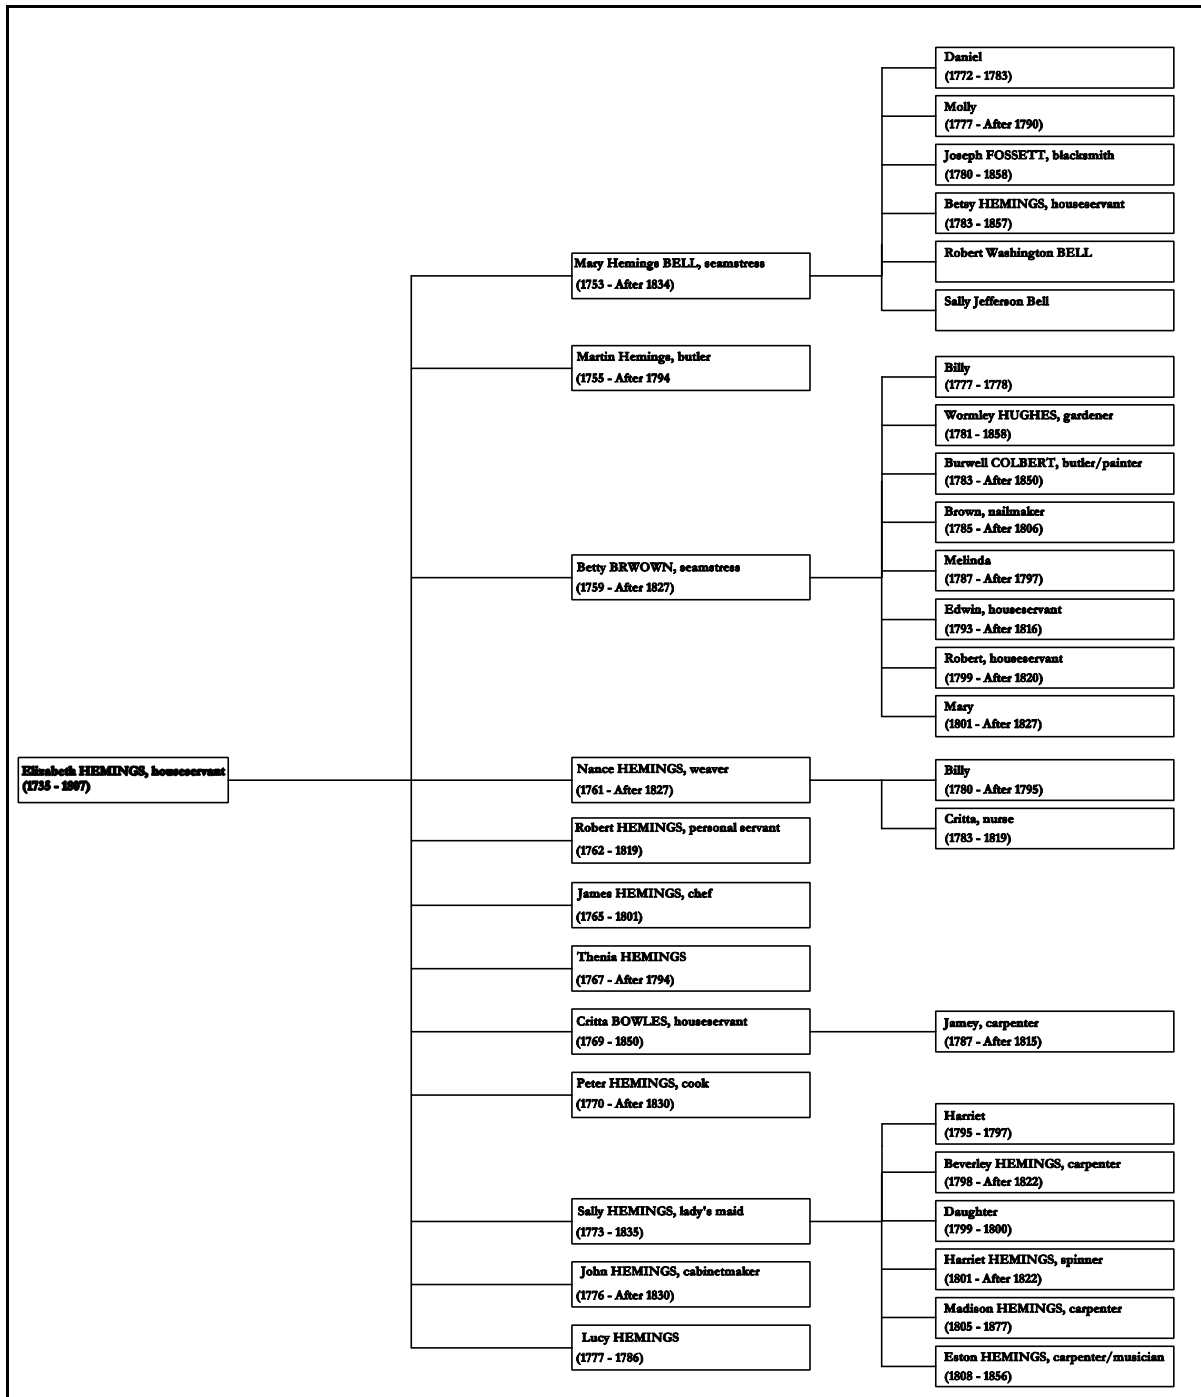 Elizabeth HEMINGS, houseservant
(1735 - 1807)
Mary Hemings BELL, seamstress
(1753 - After 1834)
Daniel
(1772 - 1783)
Molly
(1777 - After 1790)
Joseph FOSSETT, blacksmith
(1780 - 1858)
Betsy HEMINGS, houseservant
(1783 - 1857)
Robert Washington BELL
Sally Jefferson Bell
Martin Hemings, butler
(1755 - After 1794
Betty BRWOWN, seamstress
(1759 - After 1827)
Billy
(1777 - 1778)
Wormley HUGHES, gardener
(1781 - 1858)
Burwell COLBERT, butler/painter
(1783 - After 1850)
Brown, nailmaker
(1785 - After 1806)
Melinda
(1787 - After 1797)
Edwin, houseservant
(1793 - After 1816)
Robert, houseservant
(1799 - After 1820)
Mary
(1801 - After 1827)
Nance HEMINGS, weaver
(1761 - After 1827)
Billy
(1780 - After 1795)
Critta, nurse
(1783 - 1819)
Robert HEMINGS, personal servant
(1762 - 1819)
James HEMINGS, chef
(1765 - 1801)
Thenia HEMINGS
(1767 - After 1794)
Critta BOWLES, houseservant
(1769 - 1850)
Jamey, carpenter
(1787 - After 1815)
Peter HEMINGS, cook
(1770 - After 1830)
Sally HEMINGS, lady's maid
(1773 - 1835)
Harriet
(1795 - 1797)
Beverley HEMINGS, carpenter
(1798 - After 1822)
Daughter
(1799 - 1800)
Harriet HEMINGS, spinner
(1801 - After 1822)
Madison HEMINGS, carpenter
(1805 - 1877)
Eston HEMINGS, carpenter/musician
(1808 - 1856)
John HEMINGS, cabinetmaker
(1776 - After 1830)
Lucy HEMINGS
(1777 - 1786)